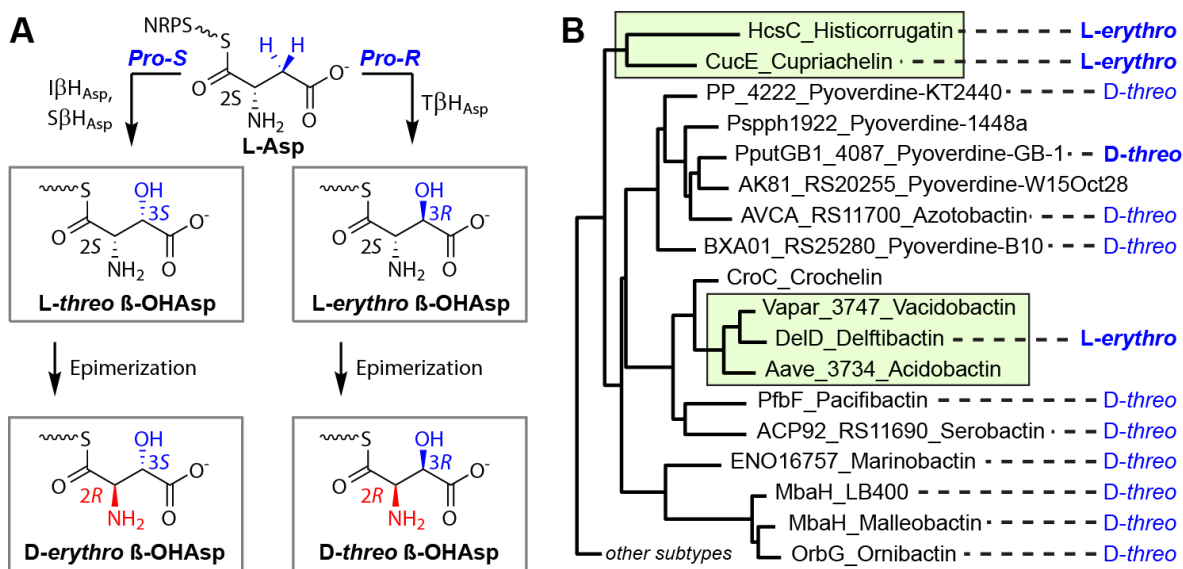 A
NRPS
S
H H
Pro-S
Pro-R
O
O-
2S
O
NH2
L-Asp
IβHAsp,
SβHAsp
TβHAsp
S OH
3S
O
O-
2S
NH2 O
L-threo ß-OHAsp
S OH
3R
O
O-
2S
NH2 O
L-erythro ß-OHAsp
Epimerization
Epimerization
S OH
3S
O
O-
2R
NH2 O
D-erythro ß-OHAsp
S OH
3R
O
O-
2R
NH2 O
D-threo ß-OHAsp
B
HcsC_Histicorrugatin L-erythro
CucE_Cupriachelin L-erythro
PP_4222_Pyoverdine-KT2440 D-threo
Pspph1922_Pyoverdine-1448a
PputGB1_4087_Pyoverdine-GB-1 D-threo
AK81_RS20255_Pyoverdine-W15Oct28
AVCA_RS11700_Azotobactin D-threo
BXA01_RS25280_Pyoverdine-B10 D-threo
CroC_Crochelin
Vapar_3747_Vacidobactin
DelD_Delftibactin L-erythro
Aave_3734_Acidobactin
PfbF_Pacifibactin D-threo
ACP92_RS11690_Serobactin D-threo
ENO16757_Marinobactin D-threo
MbaH_LB400 D-threo
MbaH_Malleobactin D-threo
OrbG_Ornibactin D-threo
other subtypes